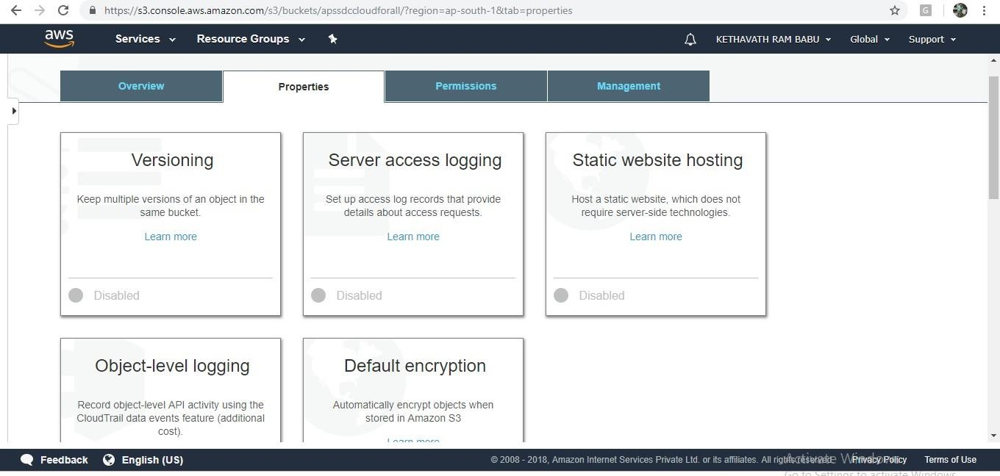 https://s3.console.aws.amazon.com/s3/buckets/apssdccloudforall/?region=ap-south-1&tab=properties
G
aws Services Resource Groups KETHAVATH RAM BABU Global Support
Overview Properties Permissions Management
Versioning
Keep multiple versions of an object in the
same bucket.
Learn more
Disabled
Server access logging
Set up access log records that provide
details about access requests.
Learn more
Disabled
Static website hosting
Host a static website, which does not
require server-side technologies.
Learn more
Disabled
Object-level logging
Record object-level API activity using the
CloudTrail data events feature (additional
cost).
Default encryption
Automatically encrypt objects when
stored in Amazon S3
Learn more
Feedback English (US) © 2008 - 2018, Amazon Internet Services Private Ltd. or its affiliates. All rights reserved. Privacy Policy Terms of Use
Activate Windows
Go to Settings to activate Windows.